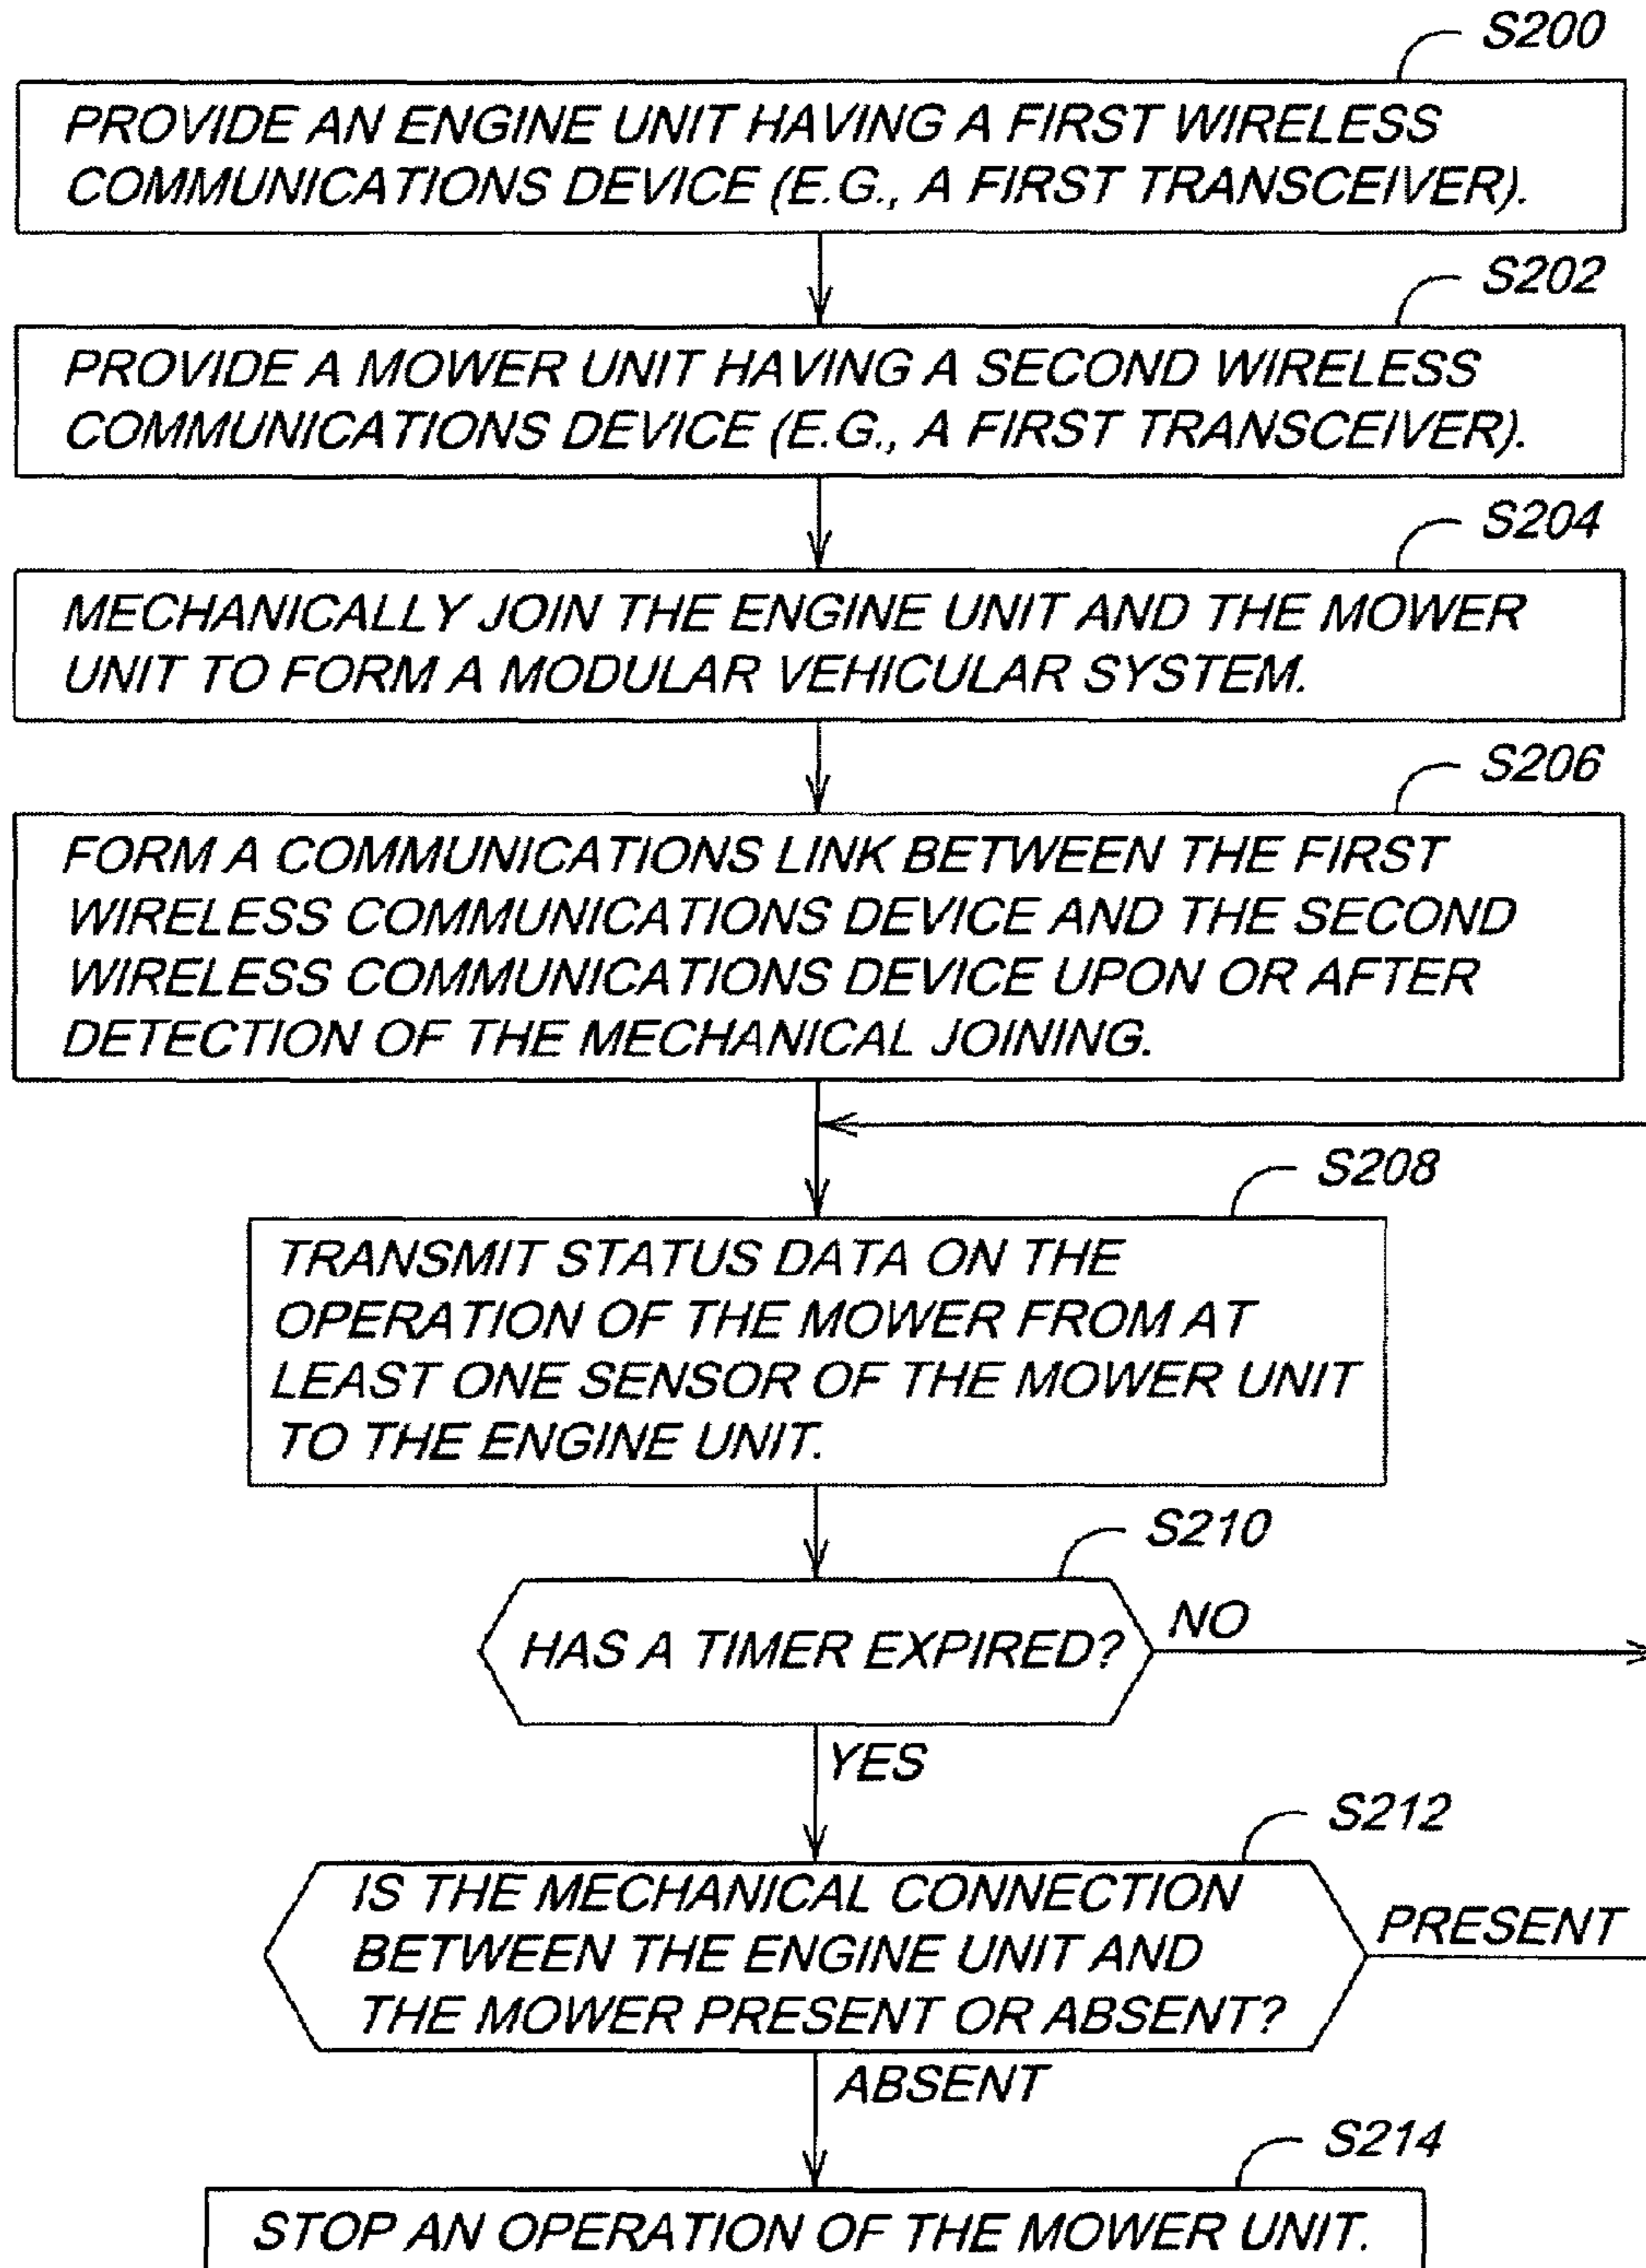 S200
PROVIDE AN ENGINE UNIT HAVING A FIRST WIRELESS
COMMUNICATIONS DEVICE (E.G., A FIRST TRANSCEIVER).
S202
PROVIDE A MOWER UNIT HAVING A SECOND WIRELESS
COMMUNICATIONS DEVICE (E.G., A FIRST TRANSCEIVER).
S204
MECHANICALLY JOIN THE ENGINE UNIT AND THE MOWER
UNIT TO FORM A MODULAR VEHICULAR SYSTEM.
S206
FORM A COMMUNICATIONS LINK BETWEEN THE FIRST
WIRELESS COMMUNICATIONS DEVICE AND THE SECOND
WIRELESS COMMUNICATIONS DEVICE UPON OR AFTER
DETECTION OF THE MECHANICAL JOINING.
S208
TRANSMIT STATUS DATA ON THE
OPERATION OF THE MOWER FROM AT
LEAST ONE SENSOR OF THE MOWER UNIT
TO THE ENGINE UNIT.
S210
HAS A TIMER EXPIRED?
NO
YES
S212
IS THE MECHANICAL CONNECTION
BETWEEN THE ENGINE UNIT AND
THE MOWER PRESENT OR ABSENT?
PRESENT
ABSENT
S214
STOP AN OPERATION OF THE MOWER UNIT.